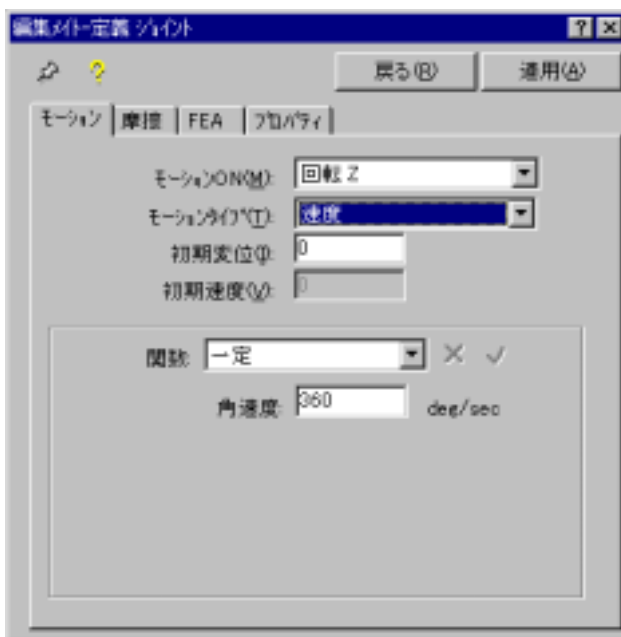 編集メイト-定義 ジョイント
戻る(R) 適用(A)
モーション 摩擦 FEA プロパティ
モーションON(M): 回転 Z
モーションタイプ(T): 速度
初期変位(I): 0
初期速度(V): 0
関数: 一定
角速度: 360 deg/sec